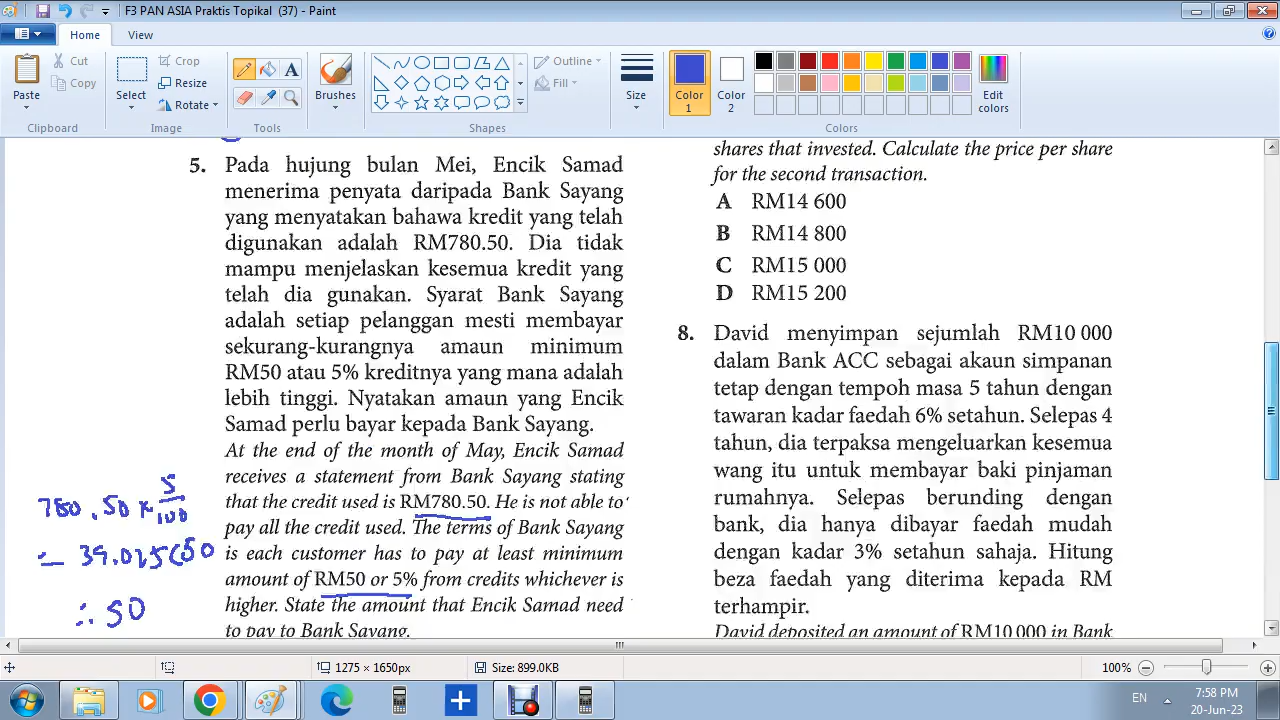 F3 PAN ASIA Praktis Topikal (37) - Paint
Home View
Paste
Cut
Copy
Select
Crop
Resize
Rotate
Brushes
Outline
Fill
Size
Color 1
Color 2
Edit colors
Clipboard Image Tools Shapes Colors
5. Pada hujung bulan Mei, Encik Samad
menerima penyata daripada Bank Sayang
yang menyatakan bahawa kredit yang telah
digunakan adalah RM780.50. Dia tidak
mampu menjelaskan kesemua kredit yang
telah dia gunakan. Syarat Bank Sayang
adalah setiap pelanggan mesti membayar
sekurang-kurangnya amaun minimum
RM50 atau 5% kreditnya yang mana adalah
lebih tinggi. Nyatakan amaun yang Encik
Samad perlu bayar kepada Bank Sayang.
At the end of the month of May, Encik Samad
receives a statement from Bank Sayang stating
that the credit used is RM780.50. He is not able to
pay all the credit used. The terms of Bank Sayang
is each customer has to pay at least minimum
amount of RM50 or 5% from credits whichever is
higher. State the amount that Encik Samad need
to pay to Bank Sayang.
780.50 × 5/100
= 39.025 < 50
∴ 50
shares that invested. Calculate the price per share
for the second transaction.
A RM14 600
B RM14 800
C RM15 000
D RM15 200
8. David menyimpan sejumlah RM10 000
dalam Bank ACC sebagai akaun simpanan
tetap dengan tempoh masa 5 tahun dengan
tawaran kadar faedah 6% setahun. Selepas 4
tahun, dia terpaksa mengeluarkan kesemua
wang itu untuk membayar baki pinjaman
rumahnya. Selepas berunding dengan
bank, dia hanya dibayar faedah mudah
dengan kadar 3% setahun sahaja. Hitung
beza faedah yang diterima kepada RM
terhampir.
David deposited an amount of RM10 000 in Bank
1275 × 1650px
Size: 899.0KB
100%
EN
7:58 PM
20-Jun-23